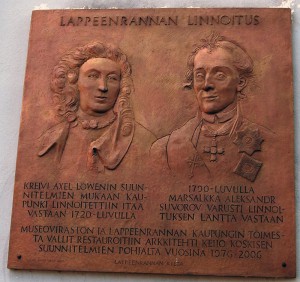 LAPPEENRANNAN LINNOITUS
KREIVI AXEL LÖWENIN SUUN-
NITELMIEN MUKAAN KAU-
PUNKI LINNOITETTIIN ITÄÄ
VASTAAN 1720-LUVULLA
1790-LUVULLA
MARSALKKA ALEKSANDR
SUVOROV VARUSTI LINNOI-
TUKSEN LÄNTTÄ VASTAAN
MUSEOVIRASTON JA LAPPEENRANNAN KAUPUNGIN TOIMES-
TA VALLIT RESTAUROITIIN ARKKITEHTI KEIJO KOSKISEN
SUUNNITELMIEN POHJALTA VUOSINA 1976-2006